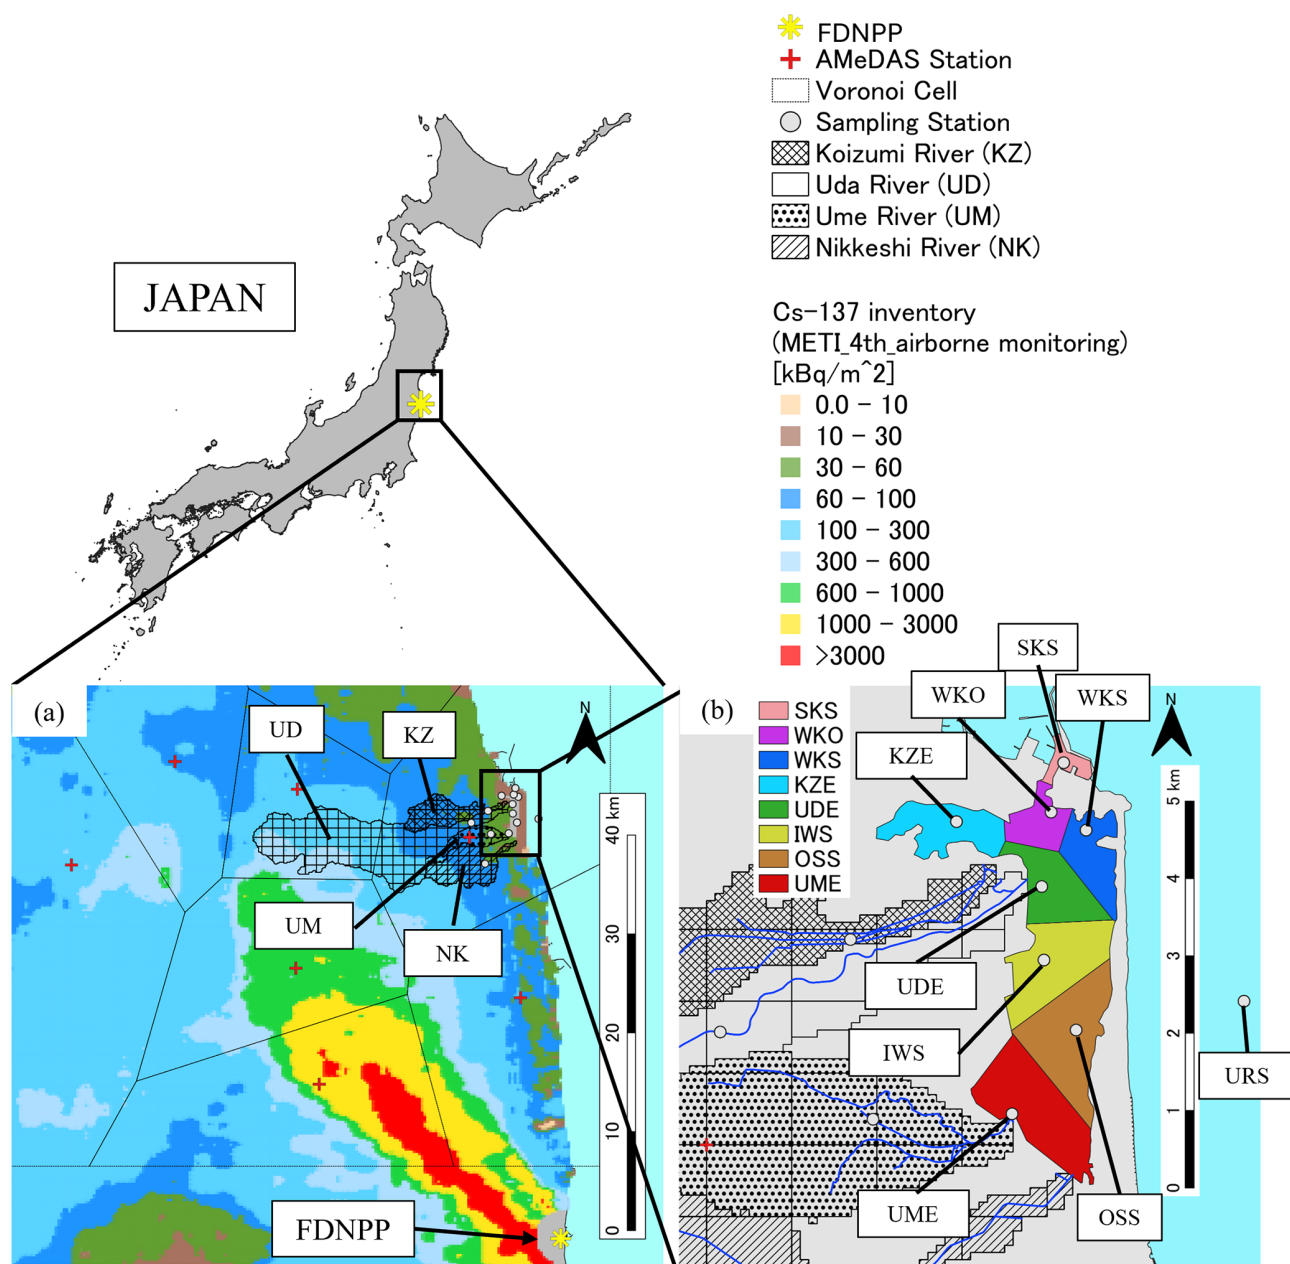 FDNPP
AMeDAS Station
Voronoi Cell
Sampling Station
Koizumi River (KZ)
Uda River (UD)
Ume River (UM)
Nikkeshi River (NK)
JAPAN
Cs-137 inventory
(METI_4th_airborne monitoring)
[kBq/m^2]
0.0 - 10
10 - 30
30 - 60
60 - 100
100 - 300
300 - 600
600 - 1000
1000 - 3000
>3000
(a)
UD
KZ
N
UM
NK
FDNPP
40 km
30
20
10
0
(b)
SKS
WKO
WKS
KZE
UDE
IWS
OSS
UME
SKS
WKO
WKS
KZE
N
5 km
4
3
2
1
0
UDE
IWS
URS
UME
OSS